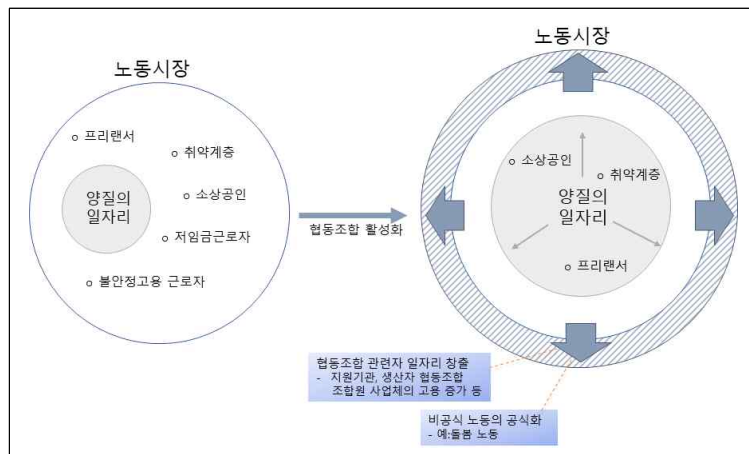 노동시장
o 프리랜서
o 취약계층
o 소상공인
양질의
일자리
o 저임금근로자
o 불안정고용 근로자
협동조합 활성화
노동시장
o 소상공인
o 취약계층
양질의
일자리
o 프리랜서
협동조합 관련자 일자리 창출
- 지원기관, 생산자 협동조합
조합원 사업체의 고용 증가 등
비공식 노동의 공식화
- 예:돌봄 노동